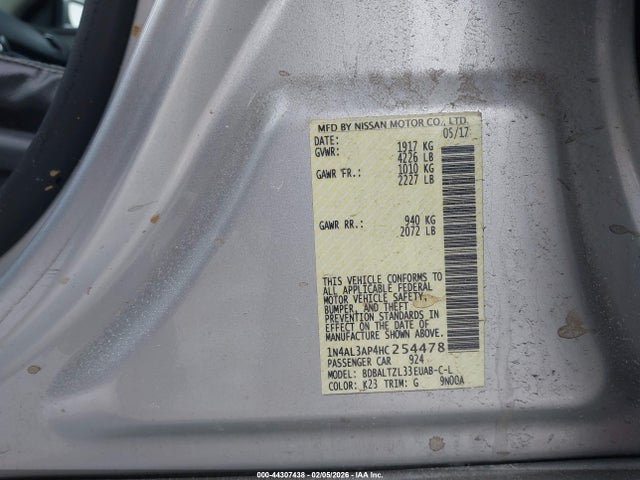 MFD BY NISSAN MOTOR CO., LTD.
DATE: 05/17
GVWR: 1917 KG
4226 LB
GAWR FR.: 1010 KG
2227 LB
GAWR RR.: 940 KG
2072 LB
THIS VEHICLE CONFORMS TO
ALL APPLICABLE FEDERAL
MOTOR VEHICLE SAFETY,
BUMPER, AND THEFT
PREVENTION STANDARDS IN
EFFECT ON THE DATE OF
MANUFACTURE SHOWN ABOVE.
1N4AL3AP4HC254478
PASSENGER CAR 924
MODEL: BDBALTZL33EUA8-C-L
COLOR: K23 TRIM: G 9N00A
000-44307438 - 02/05/2026 - IAA Inc.